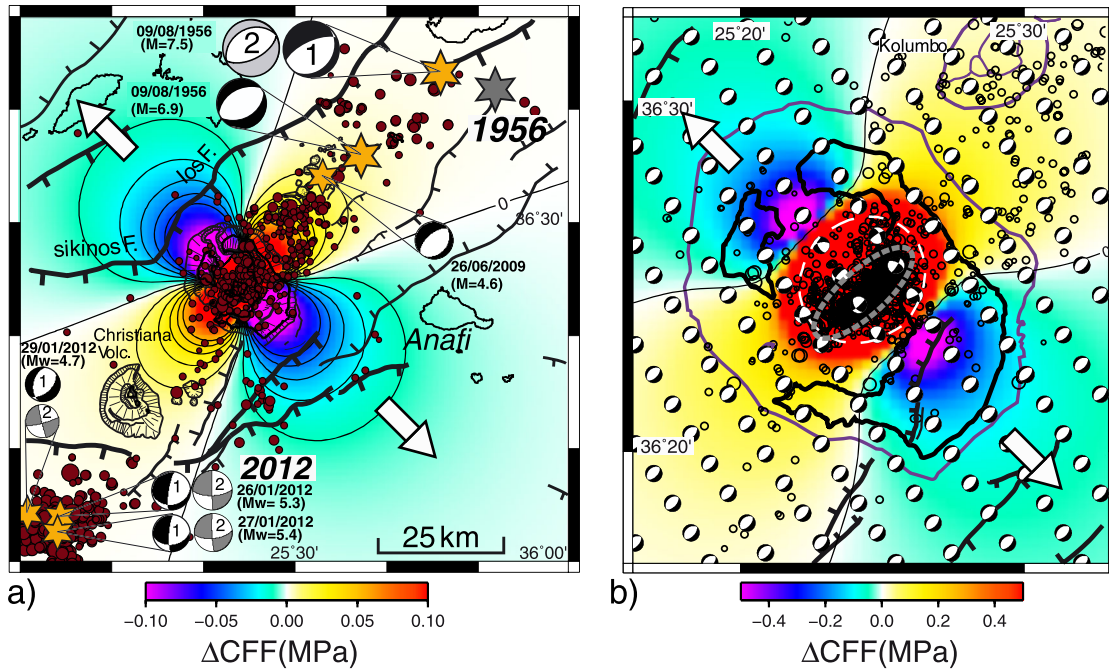 09/08/1956
(M=7.5)
09/08/1956
(M=6.9)
2
1
1956
Ios F.
sikinos F.
0
36°30'
26/06/2009
(M=4.6)
Anafi
Christiana
Volc.
29/01/2012
(Mw=4.7)
1
2
2012
1
2
26/01/2012
(Mw= 5.3)
1
2
27/01/2012
(Mw=5.4)
25 km
25°30'
36°00'
a)
−0.10
−0.05
0.00
0.05
0.10
ΔCFF(MPa)
25°20'
Kolumbo
25°30'
36°30'
0
36°20'
b)
−0.4
−0.2
0.0
0.2
0.4
ΔCFF(MPa)